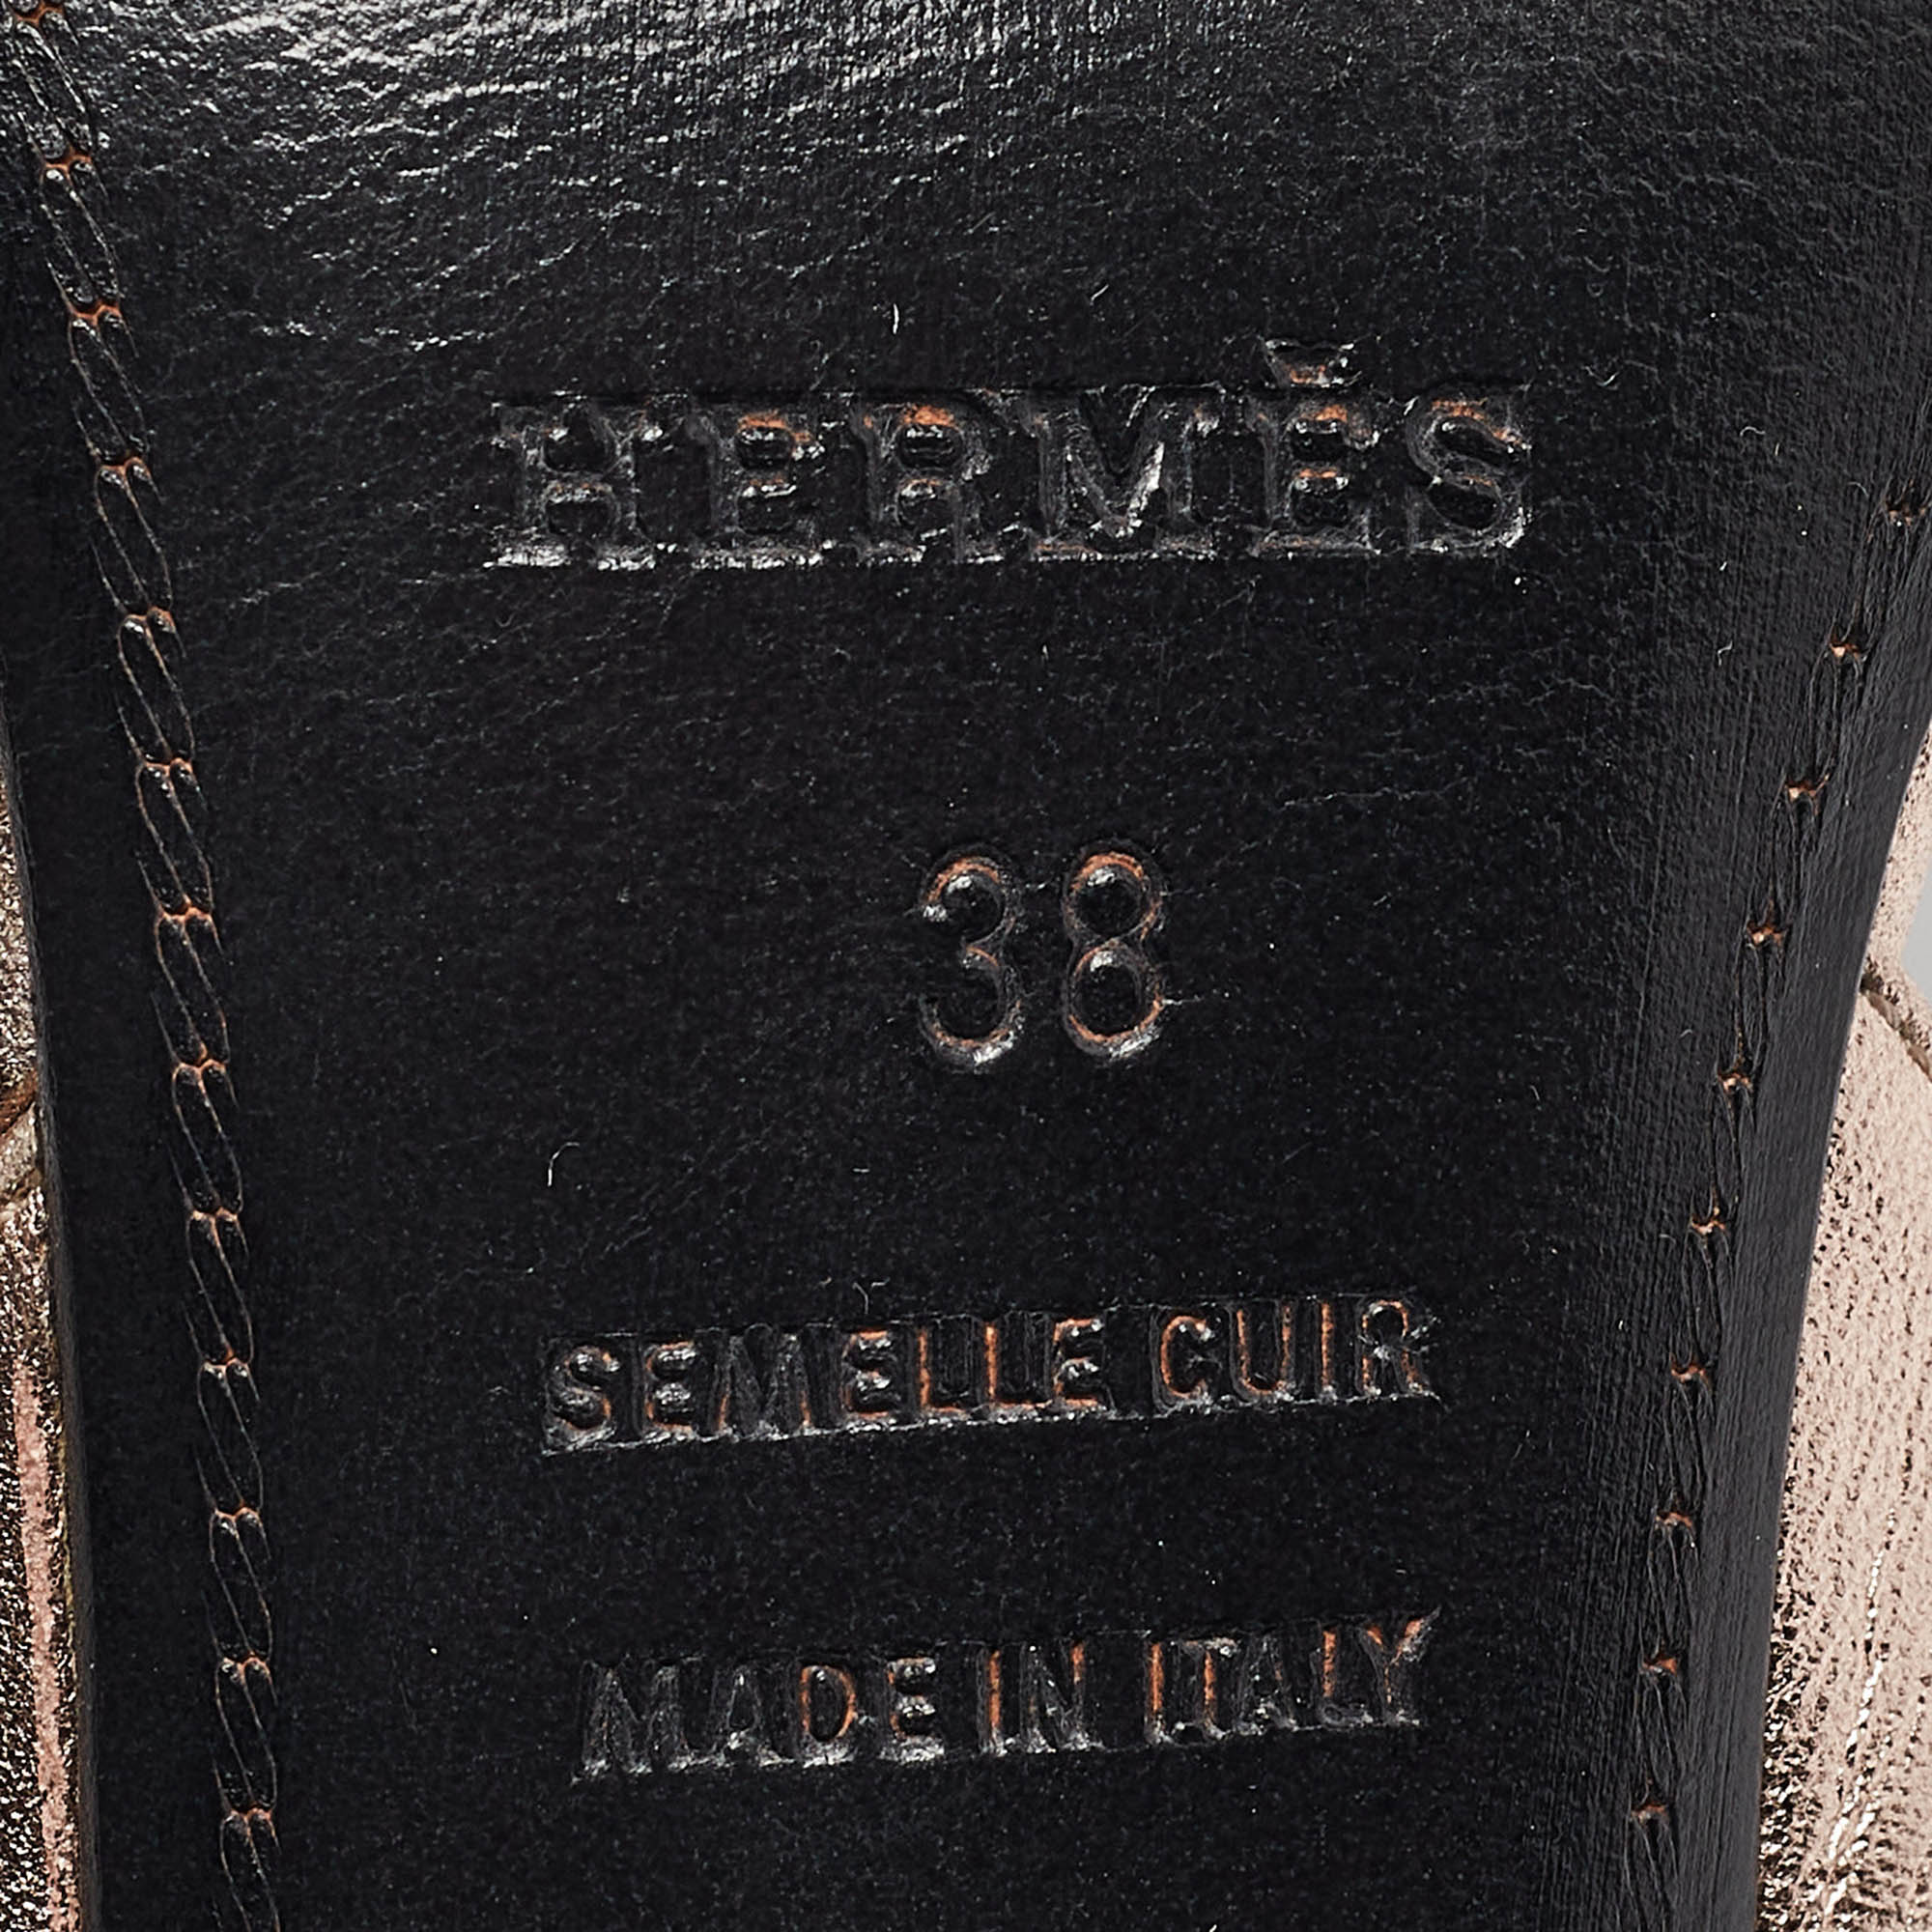 HERMÈS
38
SEMELLE CUIR
MADE IN ITALY